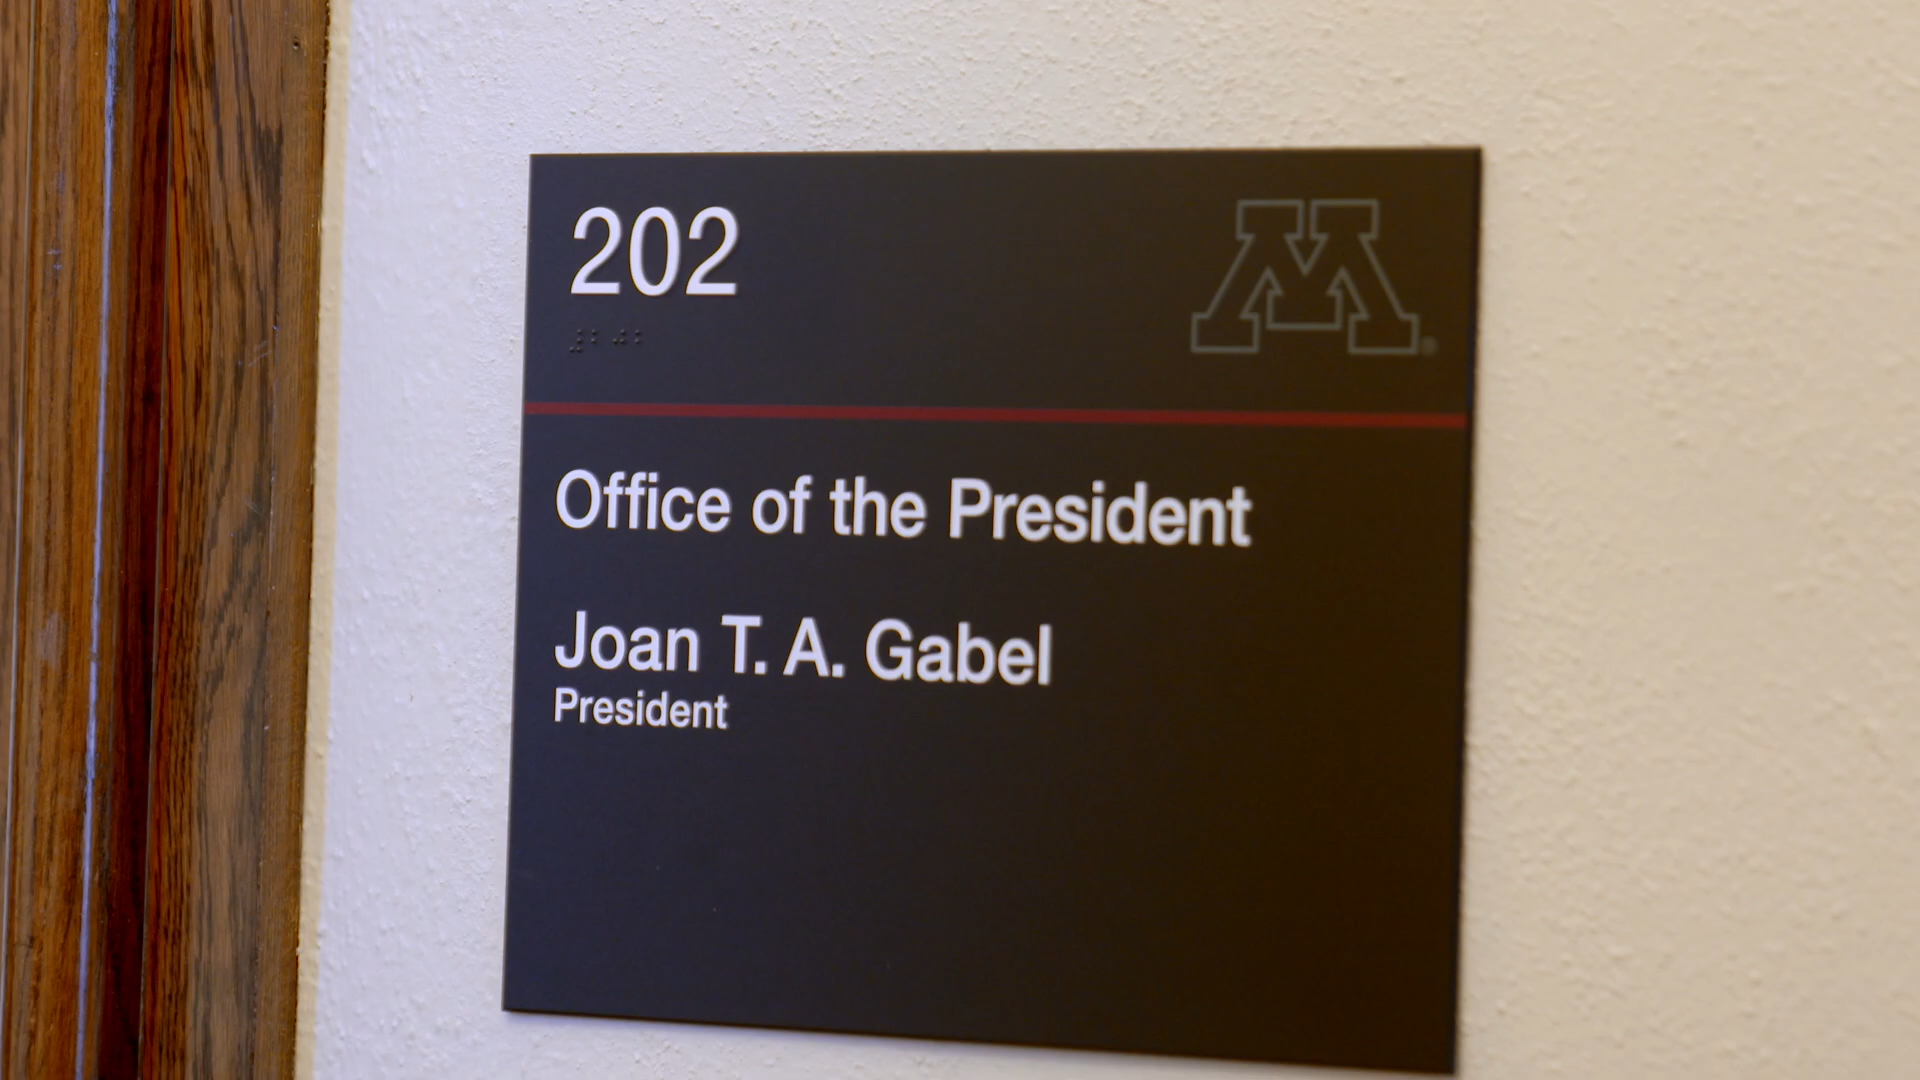 202
M
Office of the President
Joan T. A. Gabel
President